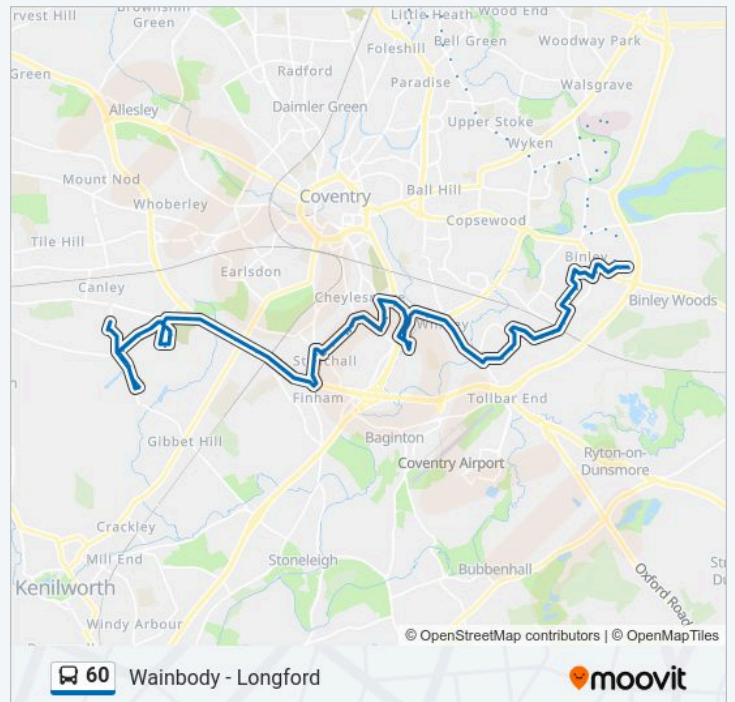 rvest Hill
Brownshill Green
Little Heath
Wood End
Bell Green
Woodway Park
Foleshill
Green
Radford
Paradise
Walsgrave
Daimler Green
Allesley
Upper Stoke
Wyken
Mount Nod
Coventry
Ball Hill
Whoberley
Copsewood
Tile Hill
Binley
Earlsdon
Canley
Binley Woods
Finham
Tollbar End
Gibbet Hill
Baginton
Coventry Airport
Ryton-on-
Dunsmore
Crackley
Mill End
Stoneleigh
Bubbenhall
Kenilworth
Oxford Road
Windy Arbour
© OpenStreetMap contributors | © OpenMapTiles
60 Wainbody - Longford
moovit